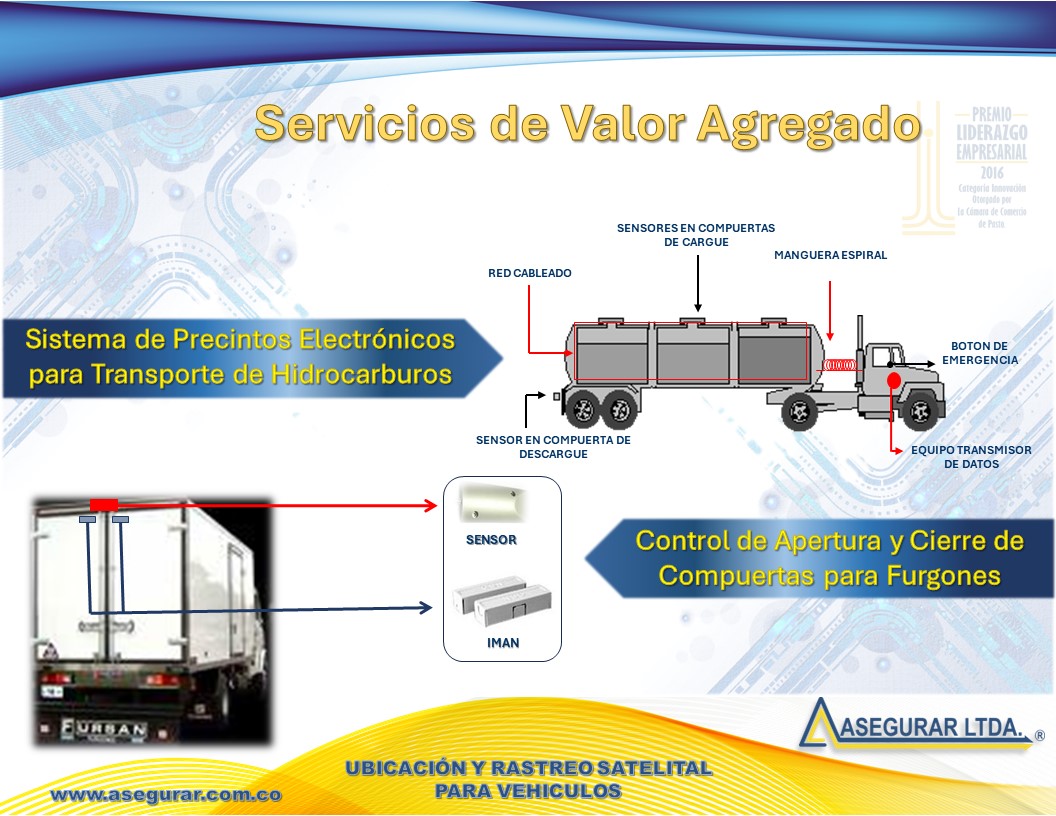 Servicios de Valor Agregado
PREMIO
LIDERAZGO
EMPRESARIAL
2016
Categoría Innovación
Otorgado por
la Cámara de Comercio
de Pasto
SENSORES EN COMPUERTAS
DE CARGUE
MANGUERA ESPIRAL
RED CABLEADO
Sistema de Precintos Electrónicos
para Transporte de Hidrocarburos
BOTON DE
EMERGENCIA
SENSOR EN COMPUERTA DE
DESCARGUE
EQUIPO TRANSMISOR
DE DATOS
SENSOR
IMAN
Control de Apertura y Cierre de
Compuertas para Furgones
FURSAN
ASEGURAR LTDA. ®
UBICACIÓN Y RASTREO SATELITAL
PARA VEHICULOS
www.asegurar.com.co